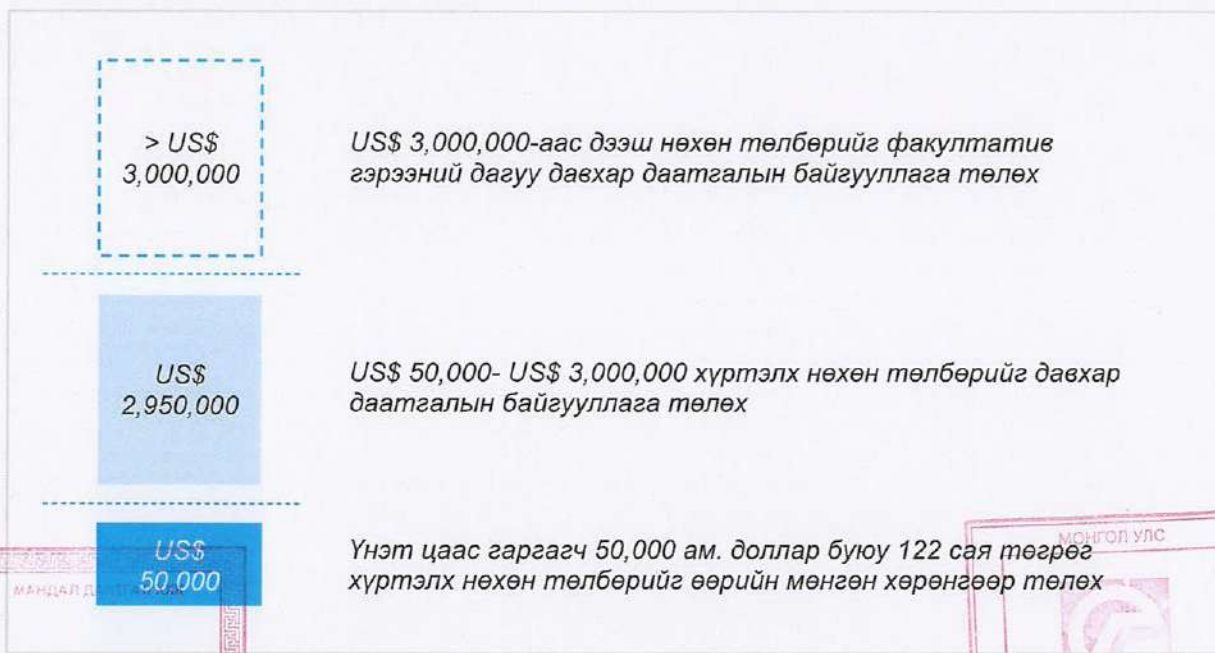 > US$
3,000,000
US$ 3,000,000-аас дээш нөхөн төлбөрийг факултатив
гэрээний дагуу давхар даатгалын байгууллага төлөх
US$
2,950,000
US$ 50,000- US$ 3,000,000 хүртэлх нөхөн төлбөрийг давхар
даатгалын байгууллага төлөх
US$
50,000
Үнэт цаас гаргагч 50,000 ам. доллар буюу 122 сая төгрөг
хүртэлх нөхөн төлбөрийг өөрийн мөнгөн хөрөнгөөр төлөх
МОНГОЛ УЛС
МАНДАЛ